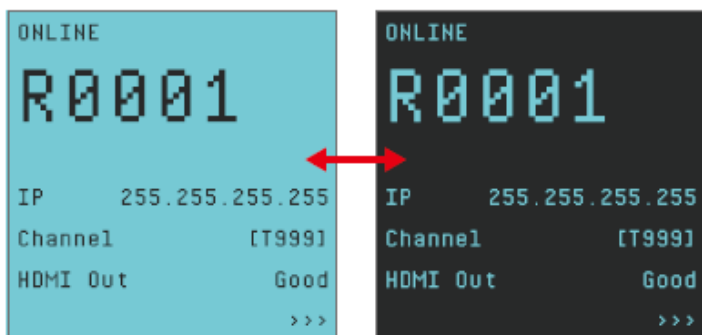 ONLINE
R0001
IP 255.255.255.255
Channel [T999]
HDMI Out Good
>>>
ONLINE
R0001
IP 255.255.255.255
Channel [T999]
HDMI Out Good
>>>